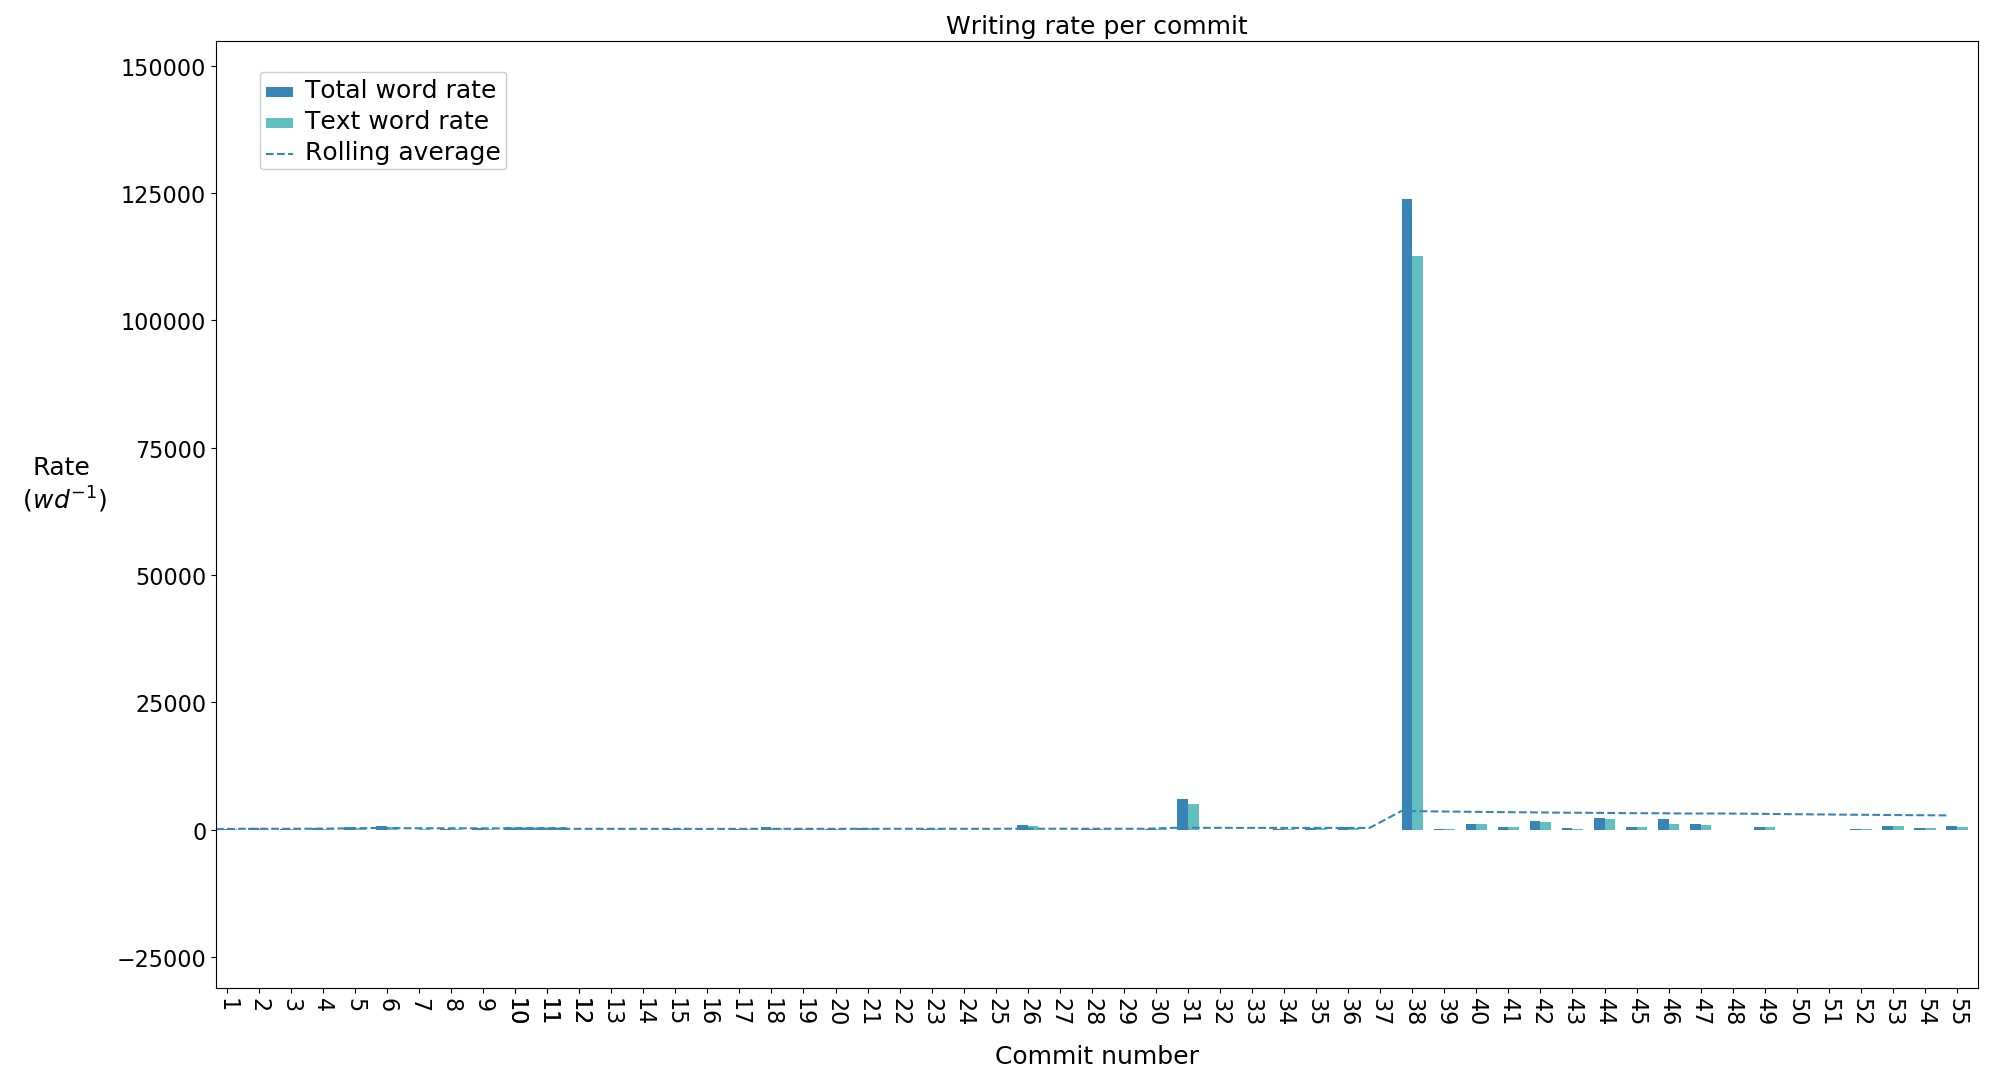 Writing rate per commit
150000
125000
100000
75000
50000
25000
0
−25000
Rate
(wd⁻¹)
Total word rate
Text word rate
Rolling average
1 2 3 4 5 6 7 8 9 10 11 12 13 14 15 16 17 18 19 20 21 22 23 24 25 26 27 28 29 30 31 32 33 34 35 36 37 38 39 40 41 42 43 44 45 46 47 48 49 50 51 52 53 54 55
Commit number